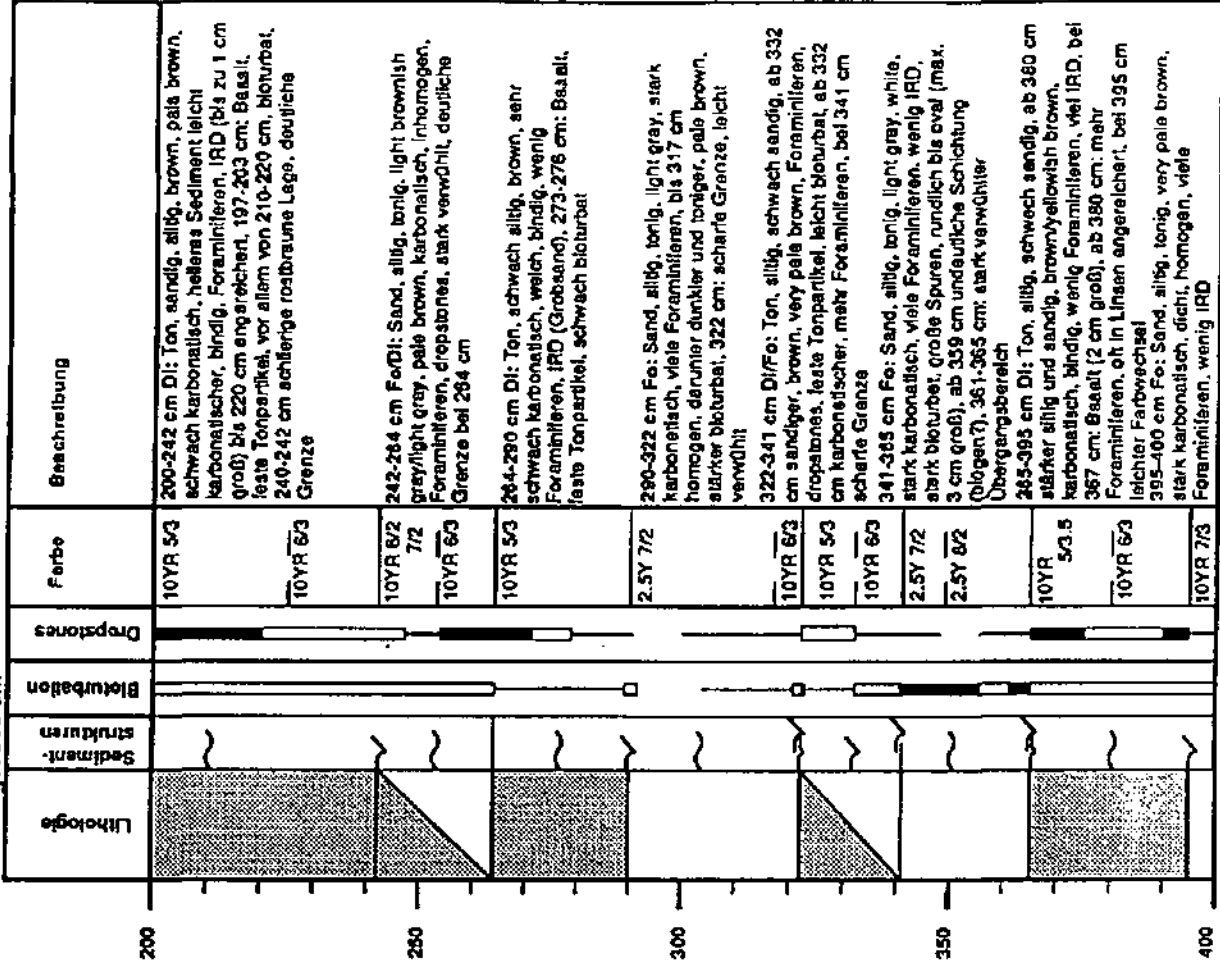 Lithologie
Sediment-
strukturen
Bioturbation
Dropstones
Farbe
Beschreibung
200
250
300
350
400
10YR 5/3
10YR 6/3
10YR 6/2
7/2
10YR 6/3
10YR 5/3
2.5Y 7/2
10YR 6/3
10YR 5/3
10YR 6/3
2.5Y 7/2
2.5Y 8/2
10YR
5/3.5
10YR 6/3
10YR 7/3
200-242 cm Di: Ton, sandig, siltig, brown, pale brown,
schwach karbonatisch, helleres Sediment leicht
karbonatischer, bindig, Foraminiferen, IRD (bis zu 1 cm
groß) bis 220 cm angereichert, 197-203 cm: Basalt,
feste Tonpartikel, vor allem von 210-220 cm, bioturbat,
240-242 cm schlierige rostbraune Lage, deutliche
Grenze
242-264 cm Fo/Di: Sand, siltig, tonig, light brownish
gray/light gray, pale brown, karbonatisch, inhomogen,
Foraminiferen, dropstones, stark verwühlt, deutliche
Grenze bei 264 cm
264-290 cm Di: Ton, schwach siltig, brown, sehr
schwach karbonatisch, weich, bindig, wenig
Foraminiferen, IRD (Grobsand), 273-276 cm: Basalt,
feste Tonpartikel, schwach bioturbat
290-322 cm Fo: Sand, siltig, tonig, light gray, stark
karbonatisch, viele Foraminiferen, bis 317 cm
homogen, darunter dunkler und toniger, pale brown,
stärker bioturbat, 322 cm: scharfe Grenze, leicht
verwühlt
322-341 cm Di/Fo: Ton, siltig, schwach sandig, ab 332
cm sandiger, brown, very pale brown, Foraminiferen,
dropstones, feste Tonpartikel, leicht bioturbat, ab 332
cm karbonatischer, mehr Foraminiferen, bei 341 cm
scharfe Grenze
341-365 cm Fo: Sand, siltig, tonig, light gray, white,
stark karbonatisch, viele Foraminiferen, wenig IRD,
stark bioturbat, große Spuren, rundlich bis oval (max.
3 cm groß), ab 359 cm undeutliche Schichtung
(biogen?), 361-365 cm: stark verwühlter
Übergangsbereich
365-395 cm Di: Ton, siltig, schwach sandig, ab 380 cm
stärker siltig und sandig, brown/yellowish brown,
karbonatisch, bindig, wenig Foraminiferen, viel IRD, bei
367 cm: Basalt (2 cm groß), ab 380 cm: mehr
Foraminiferen, oft in Linsen angereichert, bei 395 cm
leichter Farbwechsel
395-400 cm Fo: Sand, siltig, tonig, very pale brown,
stark karbonatisch, dicht, homogen, viele
Foraminiferen, wenig IRD